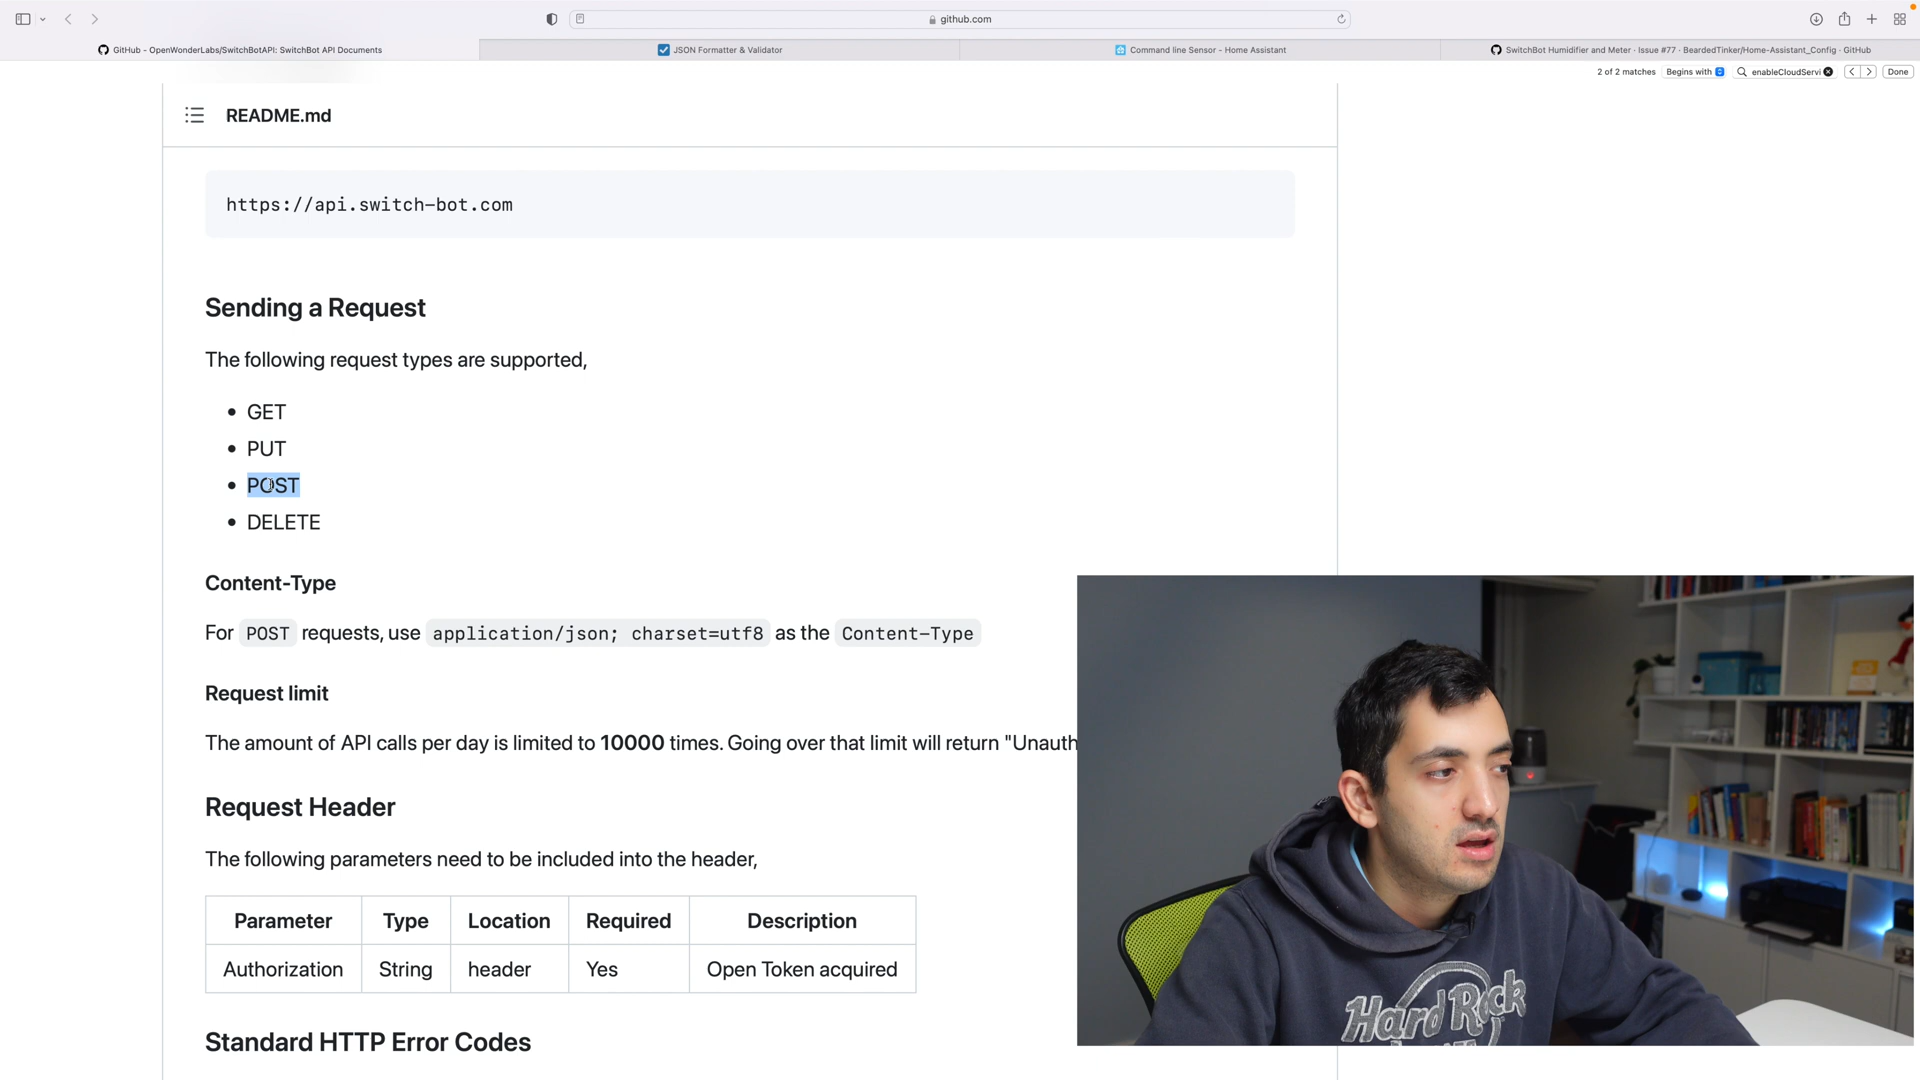 github.com
GitHub - OpenWonderLabs/SwitchBotAPI: SwitchBot API Documents
JSON Formatter & Validator
Command line Sensor - Home Assistant
SwitchBot Humidifier and Meter · Issue #77 · BeardedTinker/Home-Assistant_Config · GitHub
2 of 2 matches
Begins with
enableCloudServi
Done
README.md
https://api.switch-bot.com
Sending a Request
The following request types are supported,
• GET
• PUT
• POST
• DELETE
Content-Type
For POST requests, use application/json; charset=utf8 as the Content-Type
Request limit
The amount of API calls per day is limited to 10000 times. Going over that limit will return "Unauth
Request Header
The following parameters need to be included into the header,
Parameter Type Location Required Description
Authorization String header Yes Open Token acquired
Standard HTTP Error Codes
Hard Rock